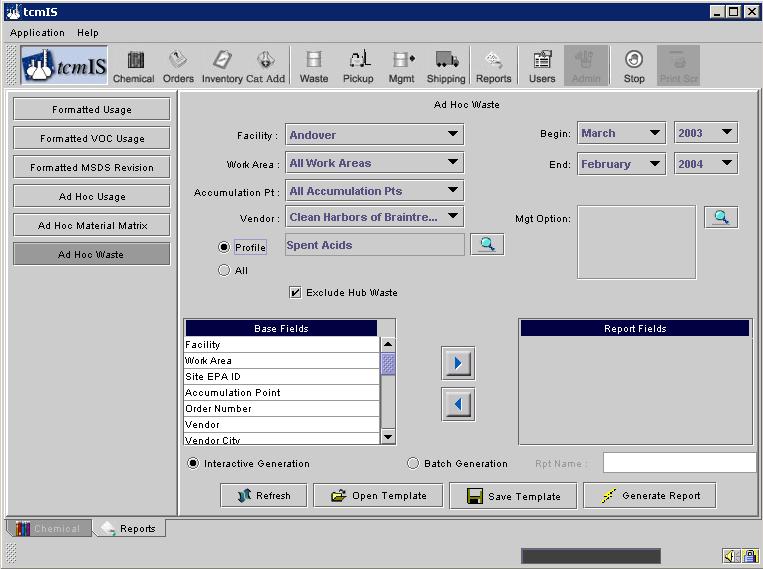 tcmIS
Application Help
tcmIS Chemical Orders Inventory Cat Add Waste Pickup Mgmt Shipping Reports Users Admin Stop Print Scr
Formatted Usage
Formatted VOC Usage
Formatted MSDS Revision
Ad Hoc Usage
Ad Hoc Material Matrix
Ad Hoc Waste
Ad Hoc Waste
Facility : Andover Begin: March 2003
Work Area : All Work Areas End: February 2004
Accumulation Pt : All Accumulation Pts
Vendor : Clean Harbors of Braintre... Mgt Option:
Profile Spent Acids
All
Exclude Hub Waste
Base Fields Report Fields
Facility
Work Area
Site EPA ID
Accumulation Point
Order Number
Vendor
Vendor City
Interactive Generation Batch Generation Rpt Name :
Refresh Open Template Save Template Generate Report
Chemical Reports